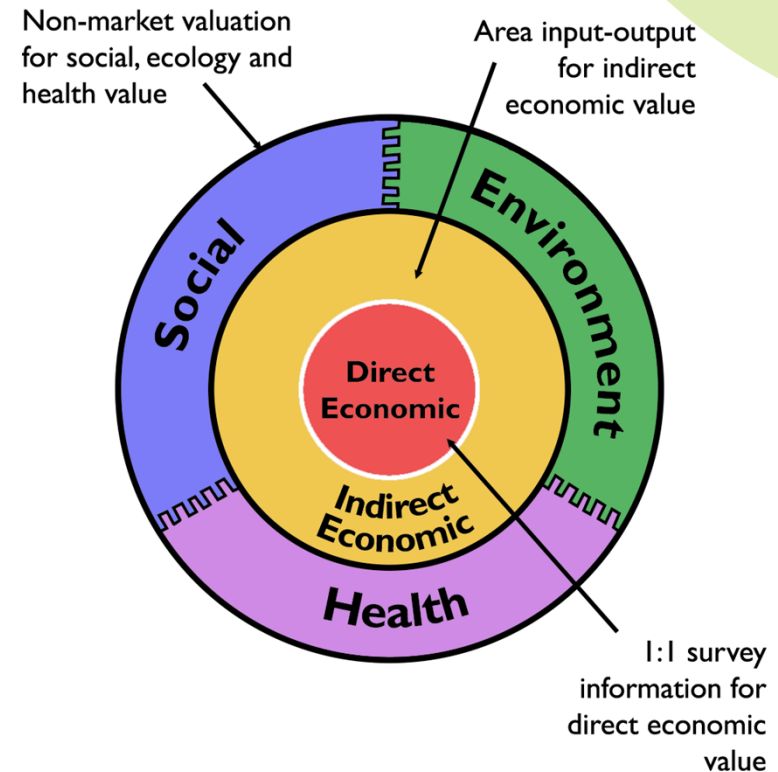 Non-market valuation
for social, ecology and
health value
Area input-output
for indirect
economic value
Social
Environment
Direct
Economic
Indirect
Economic
Health
1:1 survey
information for
direct economic
value